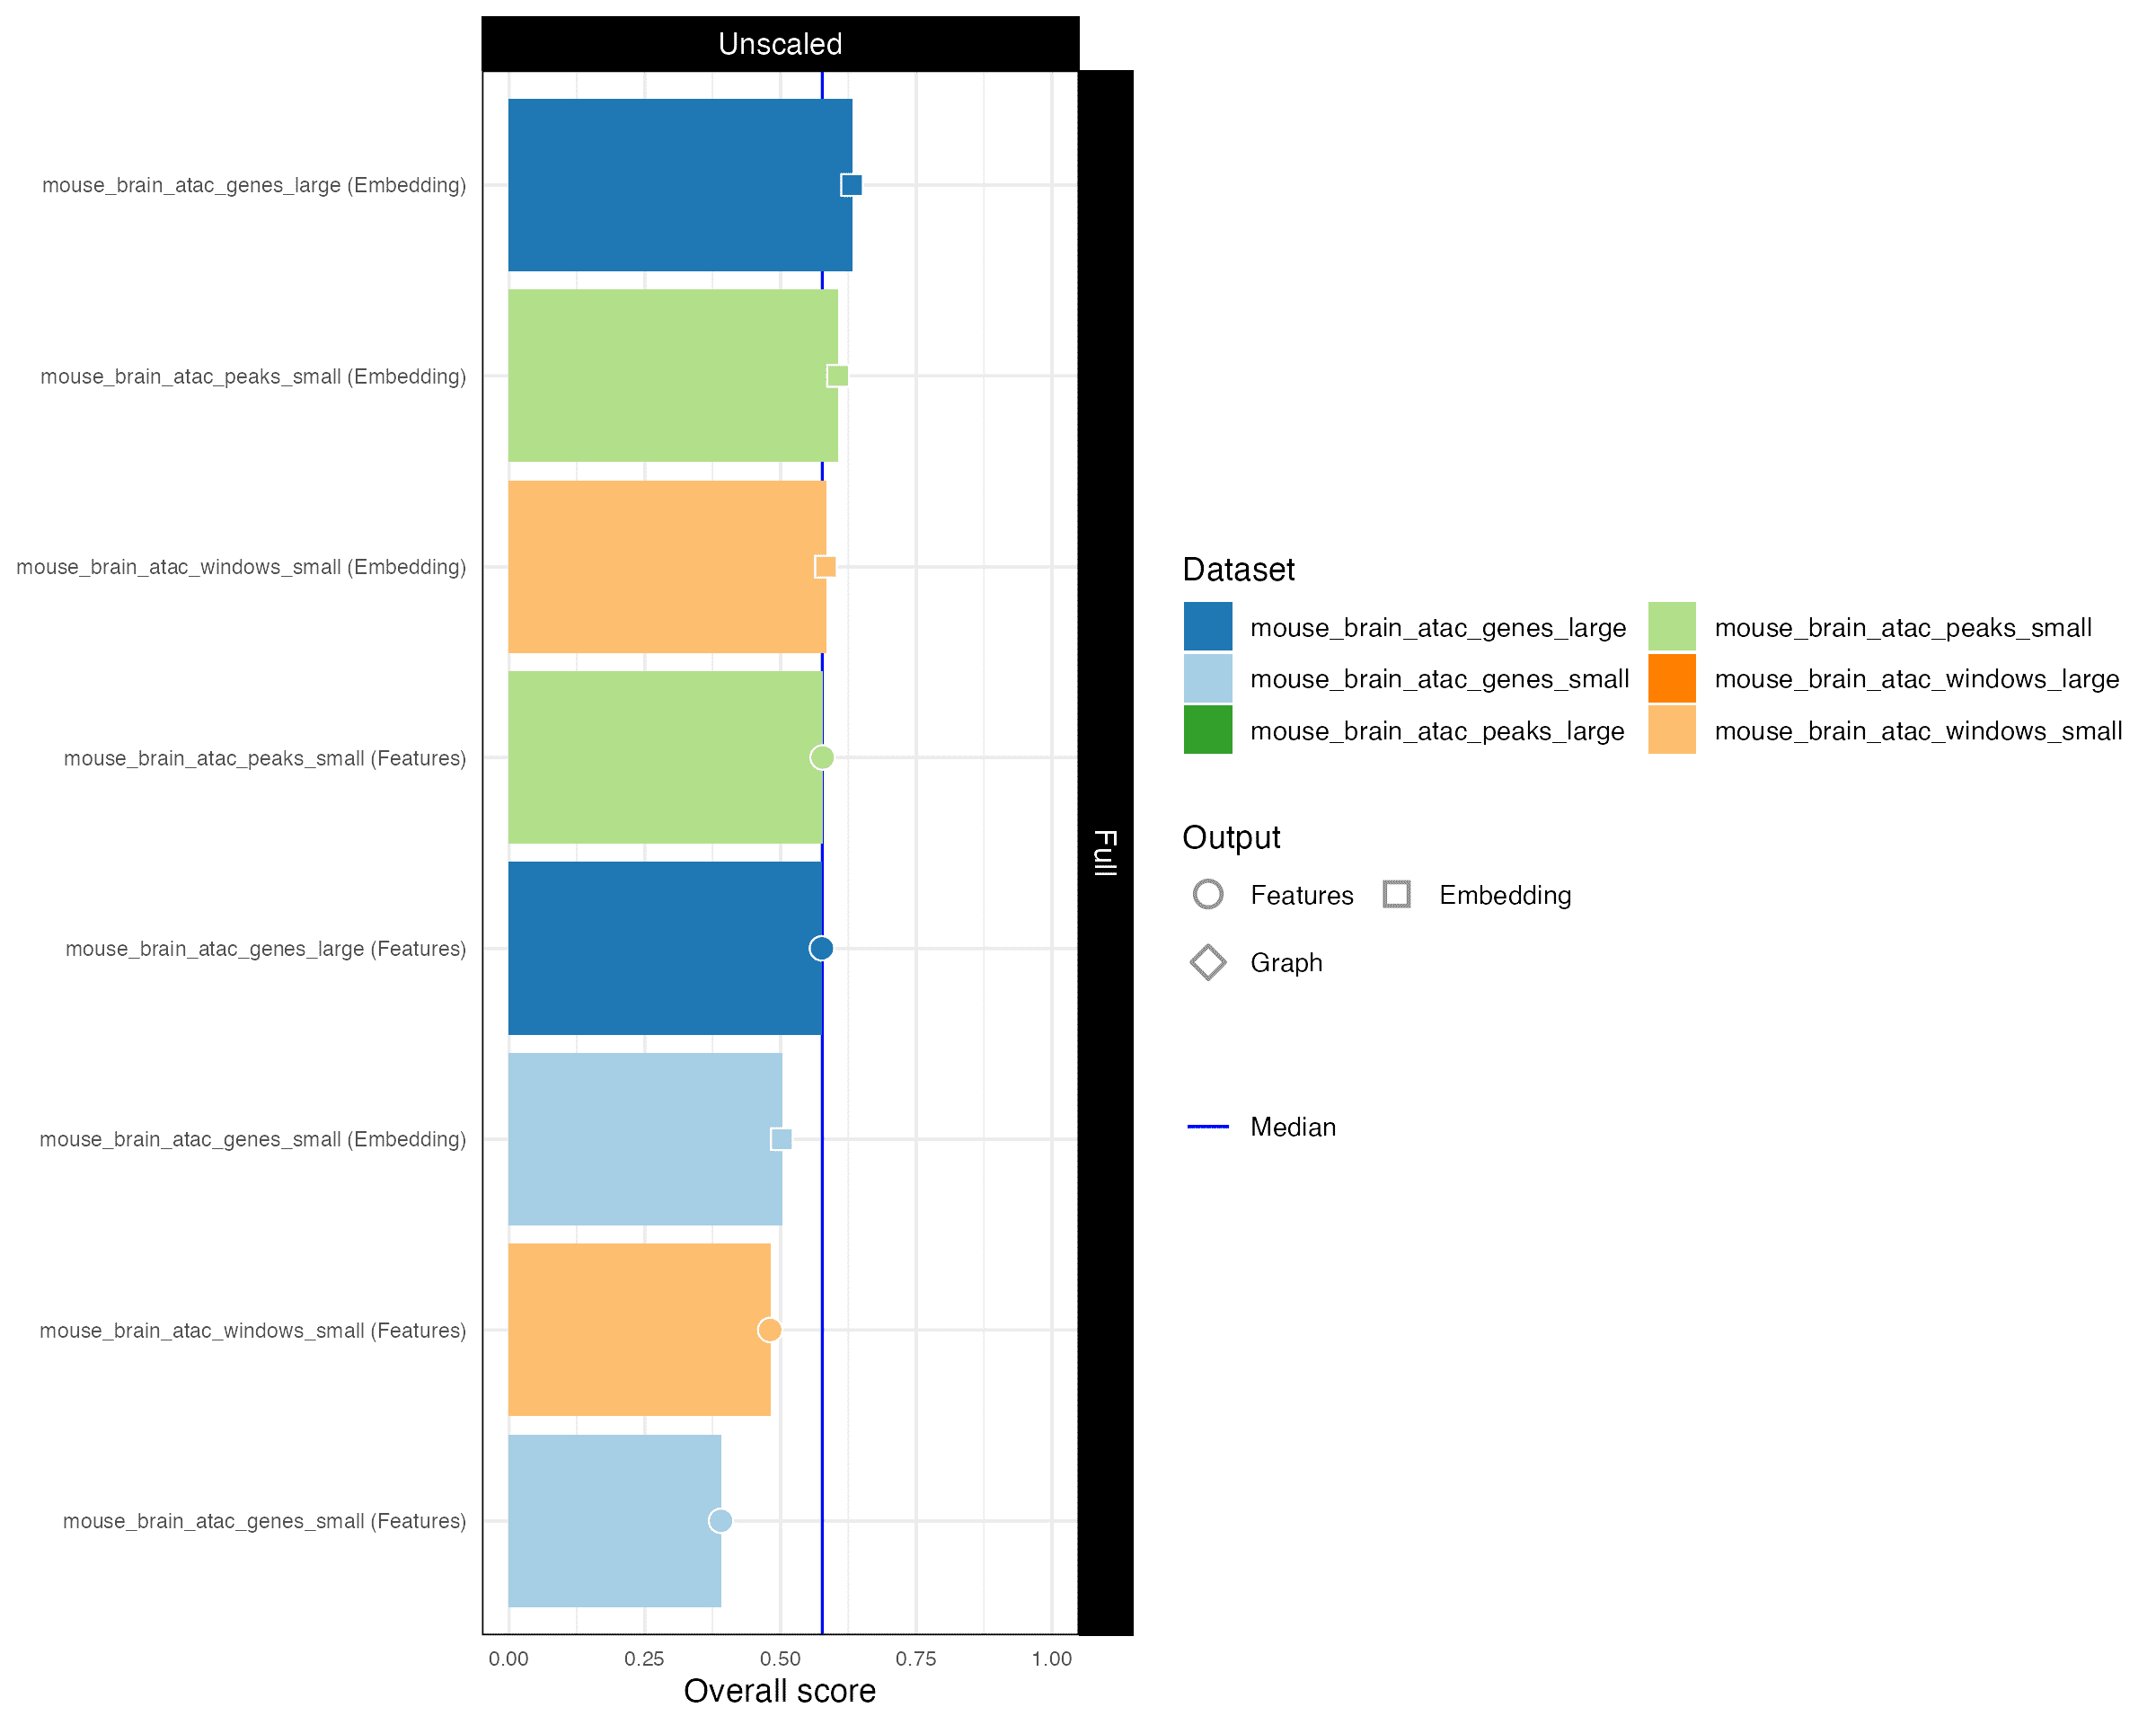 Unscaled
mouse_brain_atac_genes_large (Embedding)
mouse_brain_atac_peaks_small (Embedding)
mouse_brain_atac_windows_small (Embedding)
mouse_brain_atac_peaks_small (Features)
mouse_brain_atac_genes_large (Features)
mouse_brain_atac_genes_small (Embedding)
mouse_brain_atac_windows_small (Features)
mouse_brain_atac_genes_small (Features)
0.00 0.25 0.50 0.75 1.00
Overall score
Full
Dataset
mouse_brain_atac_genes_large mouse_brain_atac_peaks_small
mouse_brain_atac_genes_small mouse_brain_atac_windows_large
mouse_brain_atac_peaks_large mouse_brain_atac_windows_small
Output
Features Embedding
Graph
Median